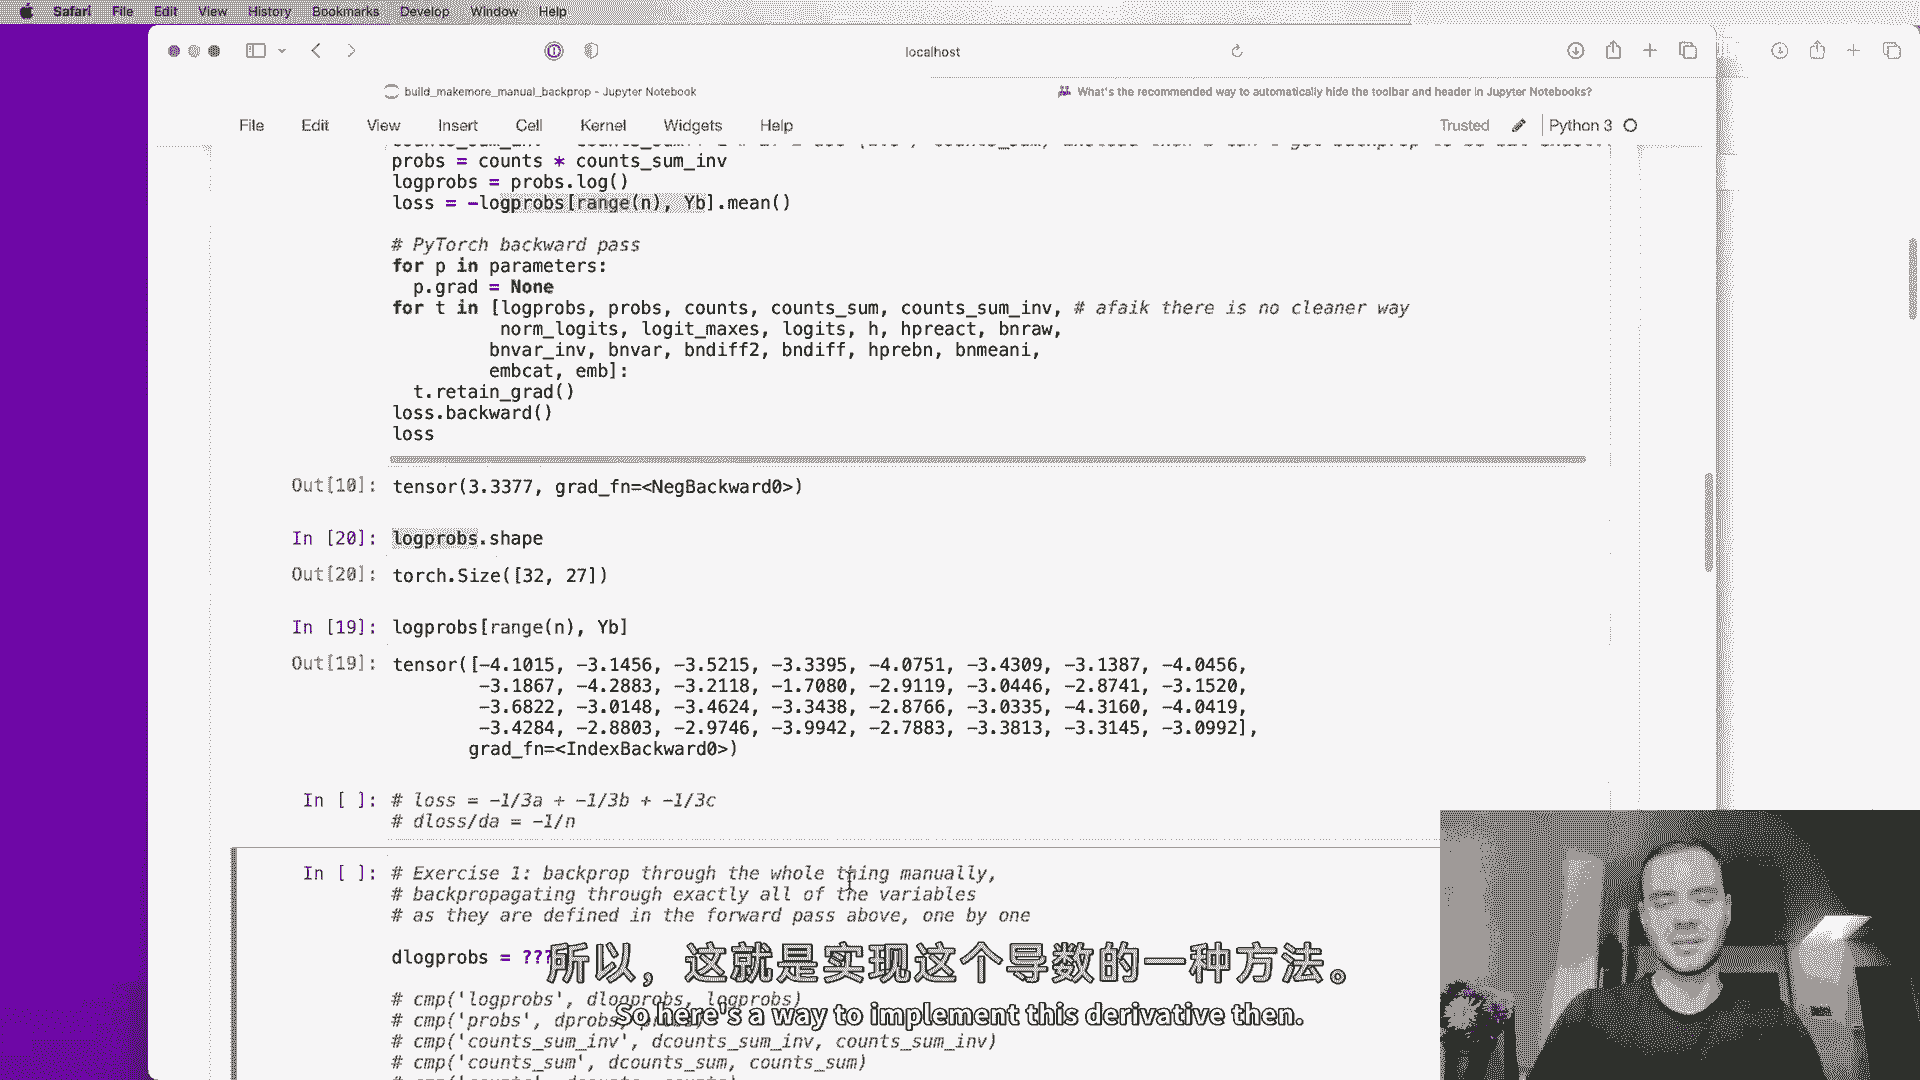 Safari File Edit View History Bookmarks Develop Window Help
localhost
build_makemore_manual_backprop - Jupyter Notebook
What's the recommended way to automatically hide the toolbar and header in Jupyter Notebooks?
File Edit View Insert Cell Kernel Widgets Help Trusted Python 3
probs = counts * counts_sum_inv
logprobs = probs.log()
loss = -logprobs[range(n), Yb].mean()
# PyTorch backward pass
for p in parameters:
p.grad = None
for t in [logprobs, probs, counts, counts_sum, counts_sum_inv, # afaik there is no cleaner way
norm_logits, logit_maxes, logits, h, hpreact, bnraw,
bnvar_inv, bnvar, bndiff2, bndiff, hprebn, bnmeani,
embcat, emb]:
t.retain_grad()
loss.backward()
loss
Out[10]: tensor(3.3377, grad_fn=<NegBackward0>)
In [20]: logprobs.shape
Out[20]: torch.Size([32, 27])
In [19]: logprobs[range(n), Yb]
Out[19]: tensor([-4.1015, -3.1456, -3.5215, -3.3395, -4.0751, -3.4309, -3.1387, -4.0456,
-3.1867, -4.2883, -3.2118, -1.7080, -2.9119, -3.0446, -2.8741, -3.1520,
-3.6822, -3.0148, -3.4624, -3.3438, -2.8766, -3.0335, -4.3160, -4.0419,
-3.4284, -2.8803, -2.9746, -3.9942, -2.7883, -3.3813, -3.3145, -3.0992],
grad_fn=<IndexBackward0>)
In [ ]: # loss = -1/3a + -1/3b + -1/3c
# dloss/da = -1/n
In [ ]: # Exercise 1: backprop through the whole thing manually,
# backpropagating through exactly all of the variables
# as they are defined in the forward pass above, one by one
dlogprobs = ???
所以，这就是实现这个导数的一种方法。
# cmp('logprobs', dlogprobs, logprobs)
So here's a way to implement this derivative then.
# cmp('probs', dprobs,
# cmp('counts_sum_inv', dcounts_sum_inv, counts_sum_inv)
# cmp('counts_sum', dcounts_sum, counts_sum)